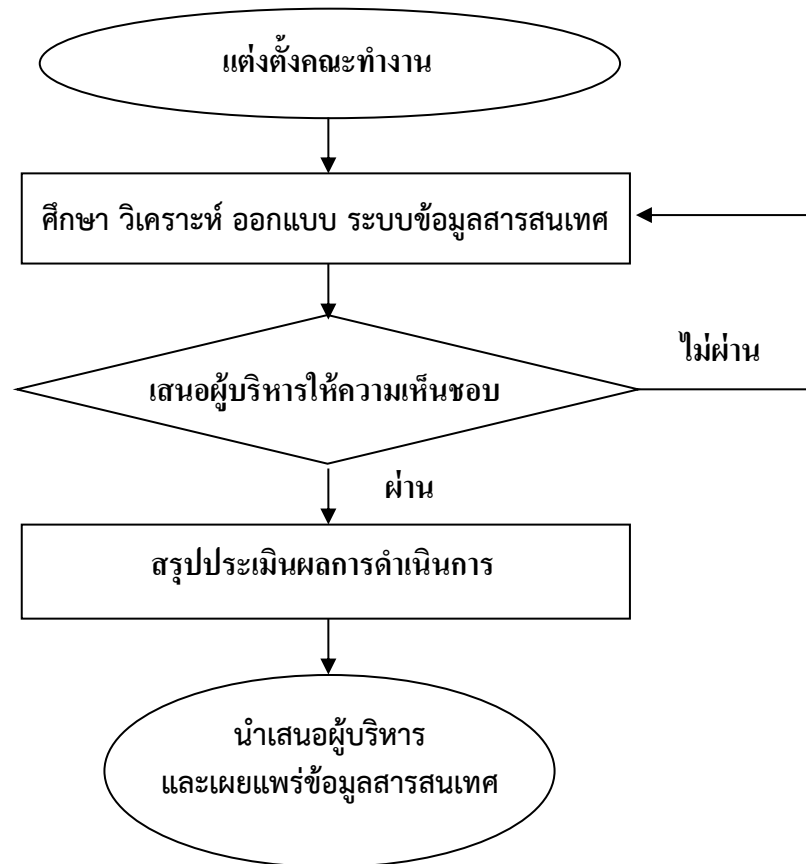 แต่งตั้งคณะทำงาน
ศึกษา วิเคราะห์ ออกแบบ ระบบข้อมูลสารสนเทศ
ไม่ผ่าน
เสนอผู้บริหารให้ความเห็นชอบ
ผ่าน
สรุปประเมินผลการดำเนินการ
นำเสนอผู้บริหาร
และเผยแพร่ข้อมูลสารสนเทศ